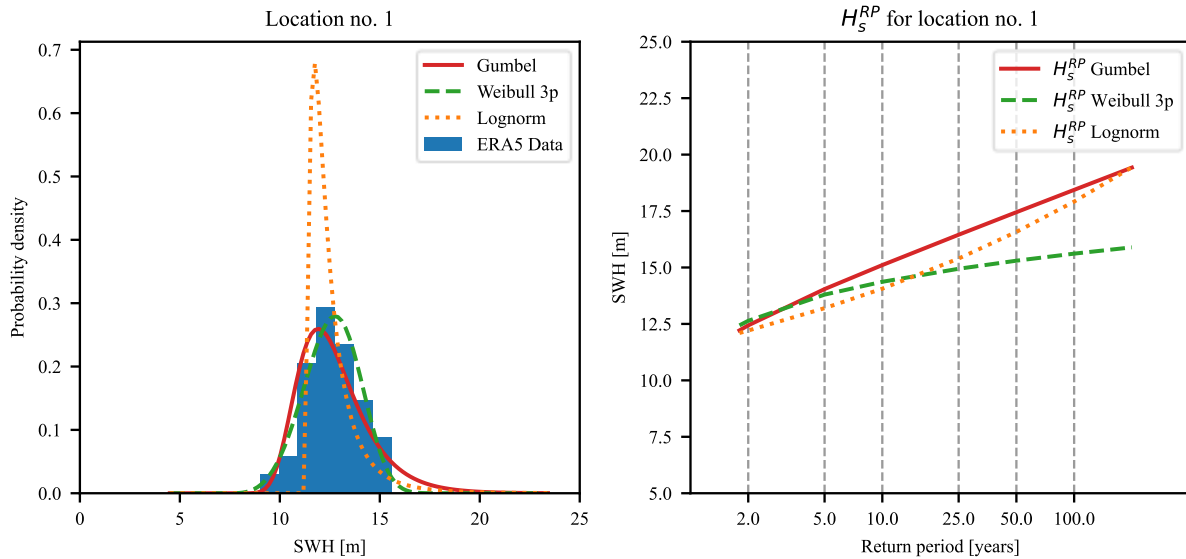 Location no. 1
0.7
0.6
0.5
0.4
0.3
0.2
0.1
0.0
Probability density
0
5
10
15
20
25
SWH [m]
Gumbel
Weibull 3p
Lognorm
ERA5 Data
H_s^{RP} for location no. 1
25.0
22.5
20.0
17.5
15.0
12.5
10.0
7.5
5.0
SWH [m]
2.0
5.0
10.0
25.0
50.0
100.0
Return period [years]
H_s^{RP} Gumbel
H_s^{RP} Weibull 3p
H_s^{RP} Lognorm